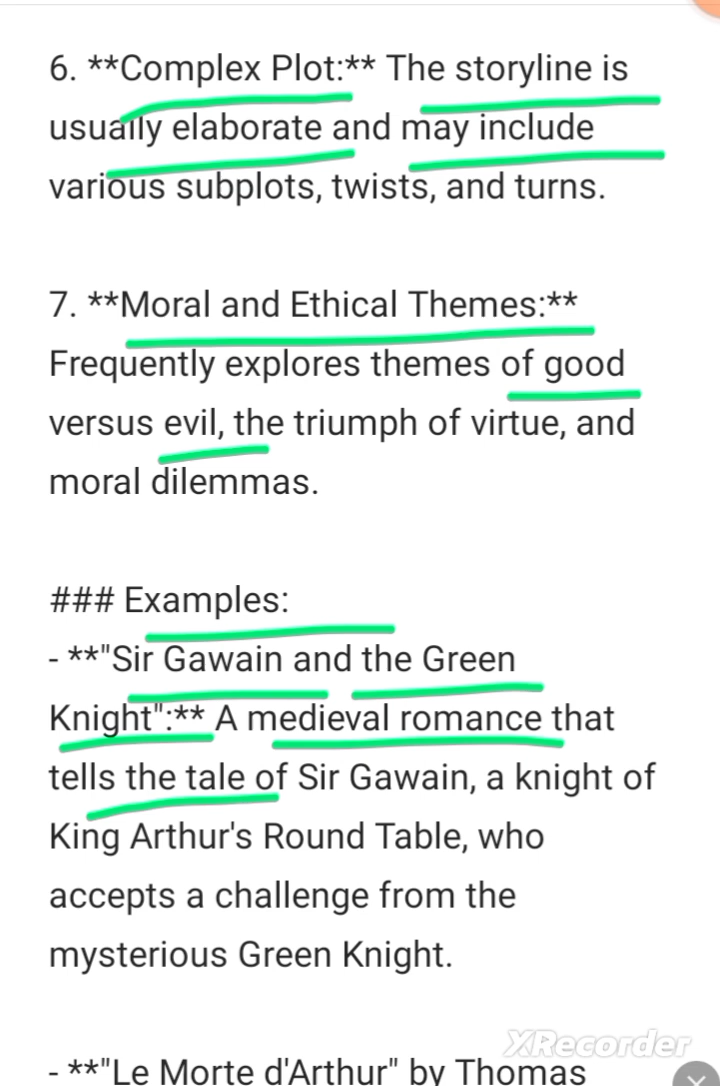 6. **Complex Plot:** The storyline is
usually elaborate and may include
various subplots, twists, and turns.
7. **Moral and Ethical Themes:**
Frequently explores themes of good
versus evil, the triumph of virtue, and
moral dilemmas.
### Examples:
- **"Sir Gawain and the Green
Knight":** A medieval romance that
tells the tale of Sir Gawain, a knight of
King Arthur's Round Table, who
accepts a challenge from the
mysterious Green Knight.
XRecorder
- **"Le Morte d'Arthur" by Thomas